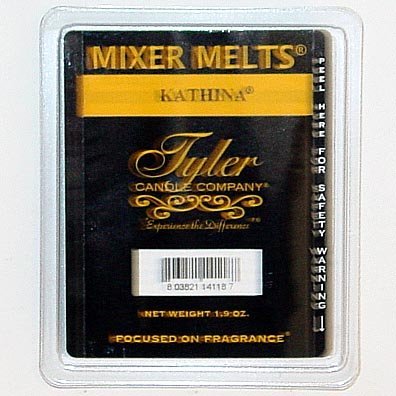 MIXER MELTS®
KATHINA®
Tyler
CANDLE COMPANY®
Experience the Difference™
8 03821 14118 7
NET WEIGHT 1.9 OZ.
FOCUSED ON FRAGRANCE®
PEEL HERE FOR SAFETY WARNING